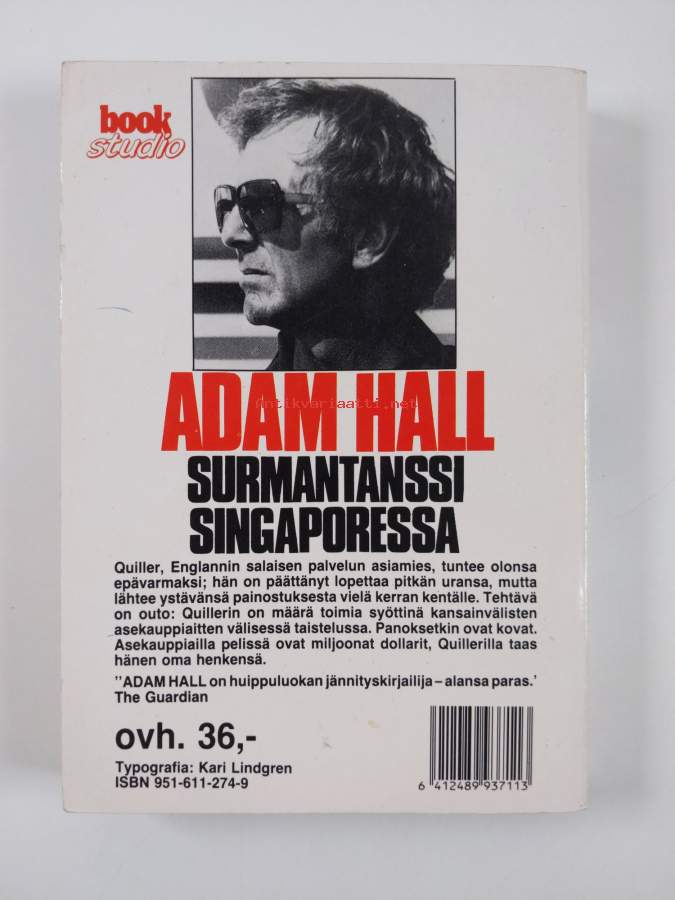 book
studio
ADAM HALL
antikvariaatti.net
SURMANTANSSI
SINGAPORESSA
Quiller, Englannin salaisen palvelun asiamies, tuntee olonsa
epävarmaksi; hän on päättänyt lopettaa pitkän uransa, mutta
lähtee ystävänsä painostuksesta vielä kerran kentälle. Tehtävä
on outo: Quillerin on määrä toimia syöttinä kansainvälisten
asekauppiaitten välisessä taistelussa. Panoksetkin ovat kovat.
Asekauppiailla pelissä ovat miljoonat dollarit, Quillerilla taas
hänen oma henkensä.
"ADAM HALL on huippuluokan jännityskirjailija – alansa paras.'
The Guardian
ovh. 36,-
Typografia: Kari Lindgren
ISBN 951-611-274-9
6 412489 937113